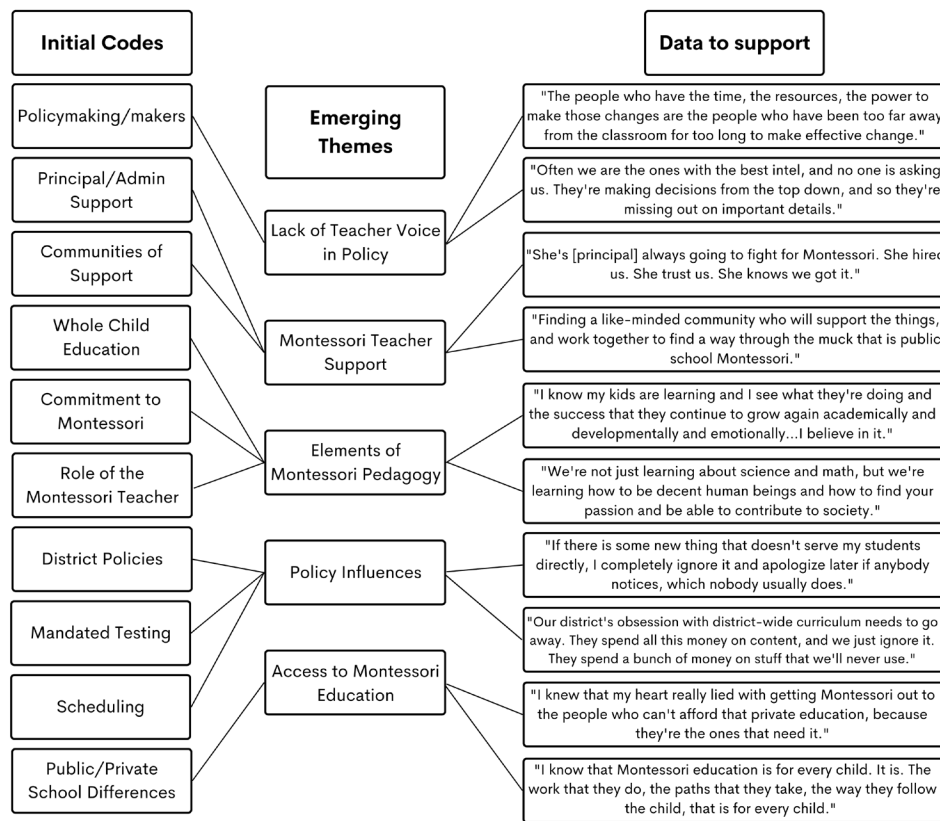 Initial Codes
Policymaking/makers
Principal/Admin
Support
Communities of
Support
Whole Child
Education
Commitment to
Montessori
Role of the
Montessori Teacher
District Policies
Mandated Testing
Scheduling
Public/Private
School Differences
Emerging
Themes
Lack of Teacher Voice
in Policy
Montessori Teacher
Support
Elements of
Montessori Pedagogy
Policy Influences
Access to Montessori
Education
Data to support
"The people who have the time, the resources, the power to
make those changes are the people who have been too far away
from the classroom for too long to make effective change."
"Often we are the ones with the best intel, and no one is asking
us. They're making decisions from the top down, and so they're
missing out on important details."
"She's [principal] always going to fight for Montessori. She hired
us. She trust us. She knows we got it."
"Finding a like-minded community who will support the things,
and work together to find a way through the muck that is public
school Montessori."
"I know my kids are learning and I see what they're doing and
the success that they continue to grow again academically and
developmentally and emotionally...I believe in it."
"We're not just learning about science and math, but we're
learning how to be decent human beings and how to find your
passion and be able to contribute to society."
"If there is some new thing that doesn't serve my students
directly, I completely ignore it and apologize later if anybody
notices, which nobody usually does."
"Our district's obsession with district-wide curriculum needs to go
away. They spend all this money on content, and we just ignore it.
They spend a bunch of money on stuff that we'll never use."
"I knew that my heart really lied with getting Montessori out to
the people who can't afford that private education, because
they're the ones that need it."
"I know that Montessori education is for every child. It is. The
work that they do, the paths that they take, the way they follow
the child, that is for every child."